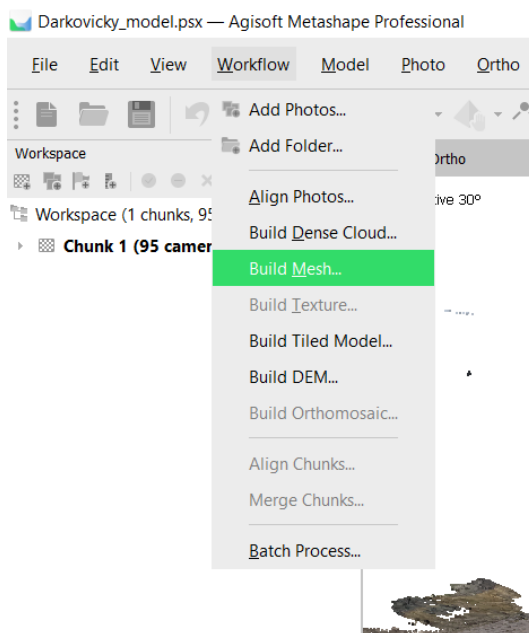 Darkovicky_model.psx — Agisoft Metashape Professional
File Edit View Workflow Model Photo Ortho
Add Photos...
Workspace
Add Folder...
Ortho
Workspace (1 chunks, 95
Align Photos...
tive 30°
Chunk 1 (95 camer
Build Dense Cloud...
Build Mesh...
Build Texture...
Build Tiled Model...
Build DEM...
Build Orthomosaic...
Align Chunks...
Merge Chunks...
Batch Process...